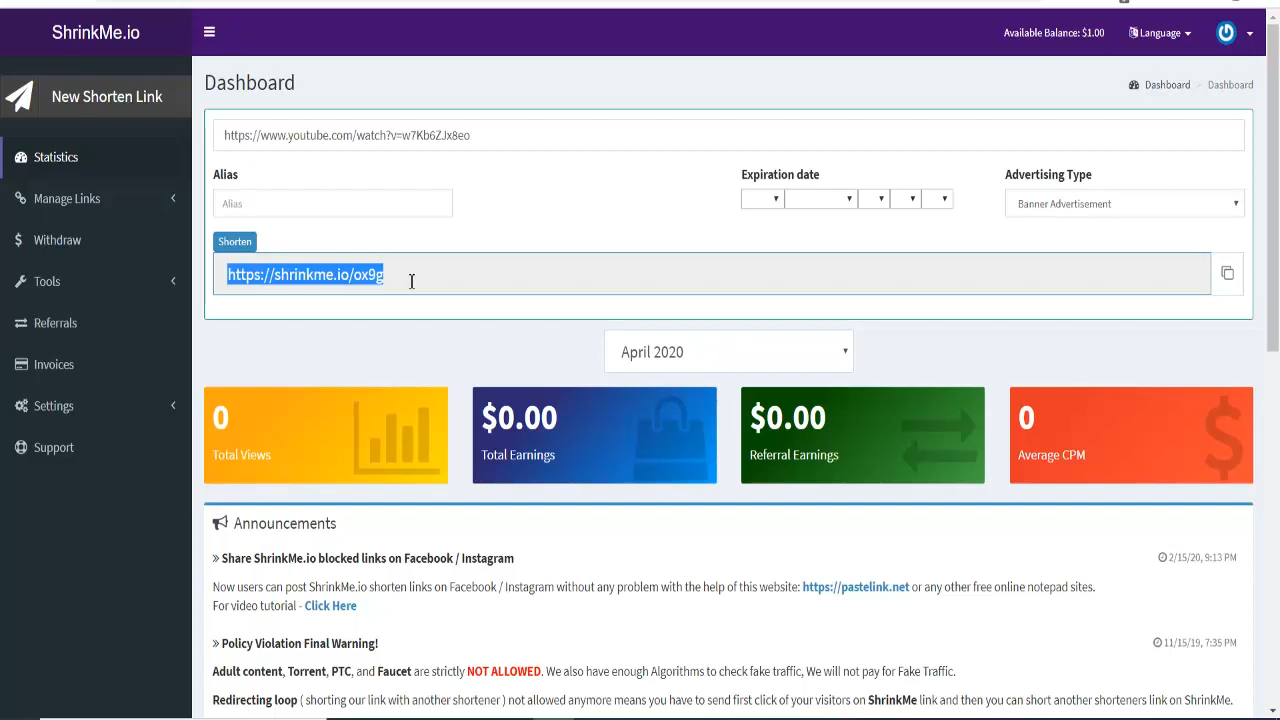 ShrinkMe.io
Available Balance: $1.00
Language
New Shorten Link
Statistics
Manage Links
Withdraw
Tools
Referrals
Invoices
Settings
Support
Dashboard
Dashboard > Dashboard
https://www.youtube.com/watch?v=w7Kb6ZJx8eo
Alias
Expiration date
Advertising Type
Alias
Banner Advertisement
Shorten
https://shrinkme.io/ox9g
April 2020
0
Total Views
$0.00
Total Earnings
$0.00
Referral Earnings
0
Average CPM
Announcements
» Share ShrinkMe.io blocked links on Facebook / Instagram
2/15/20, 9:13 PM
Now users can post ShrinkMe.io shorten links on Facebook / Instagram without any problem with the help of this website: https://pastelink.net or any other free online notepad sites.
For video tutorial - Click Here
» Policy Violation Final Warning!
11/15/19, 7:35 PM
Adult content, Torrent, PTC, and Faucet are strictly NOT ALLOWED. We also have enough Algorithms to check fake traffic, We will not pay for Fake Traffic.
Redirecting loop ( shorting our link with another shortener ) not allowed anymore means you have to send first click of your visitors on ShrinkMe link and then you can short another shorteners link on ShrinkMe.